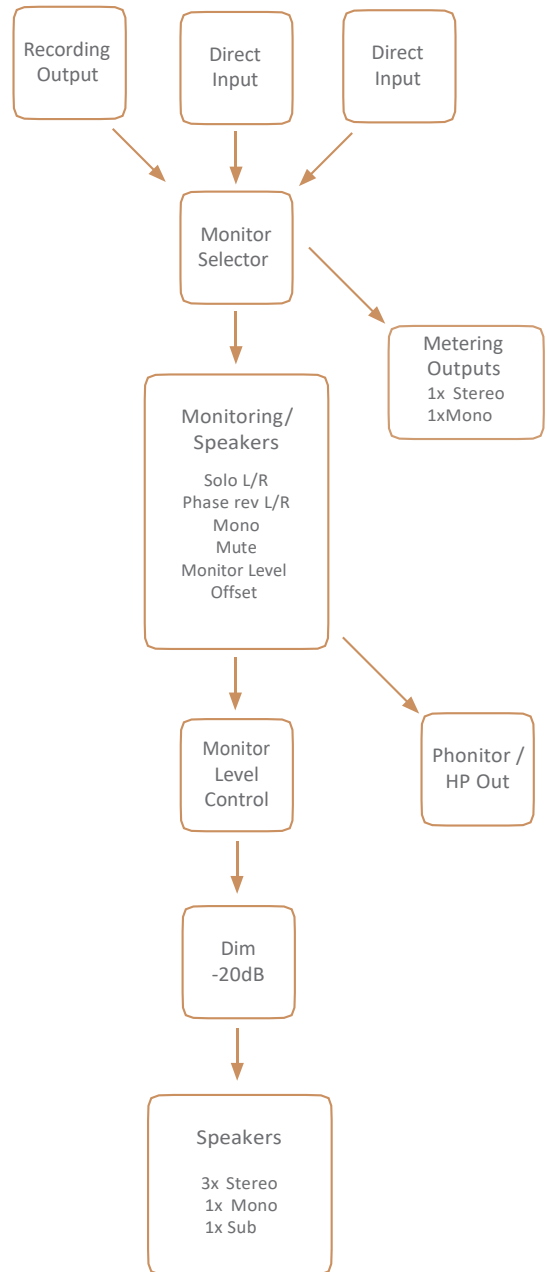 Recording
Output
Direct
Input
Direct
Input
Monitor
Selector
Metering
Outputs
1x Stereo
1xMono
Monitoring/
Speakers
Solo L/R
Phase rev L/R
Mono
Mute
Monitor Level
Offset
Monitor
Level
Control
Phonitor /
HP Out
Dim
-20dB
Speakers
3x Stereo
1x Mono
1x Sub